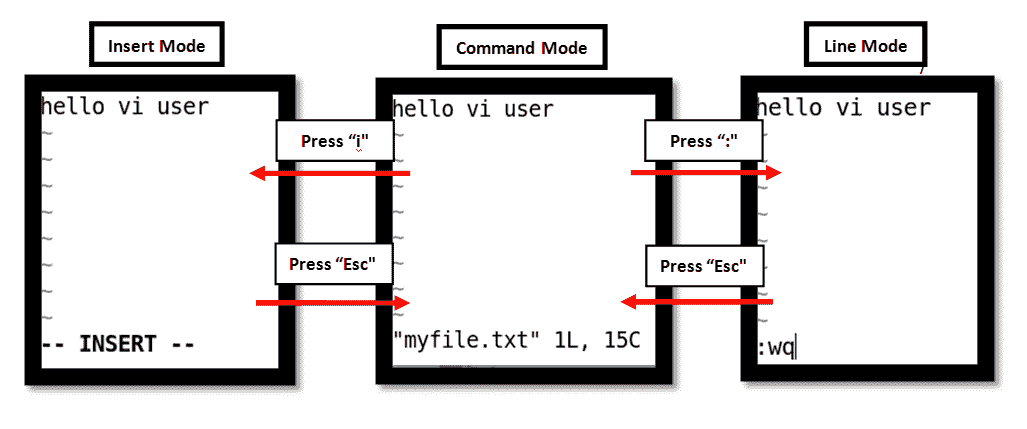 Insert Mode
Command Mode
Line Mode
hello vi user
~
~
~
~
~
~
~
~
-- INSERT --
Press “i"
Press “Esc"
hello vi user
~
~
~
~
~
~
~
~
"myfile.txt" 1L, 15C
Press “:"
Press “Esc"
hello vi user
~
~
~
~
~
~
~
~
:wq